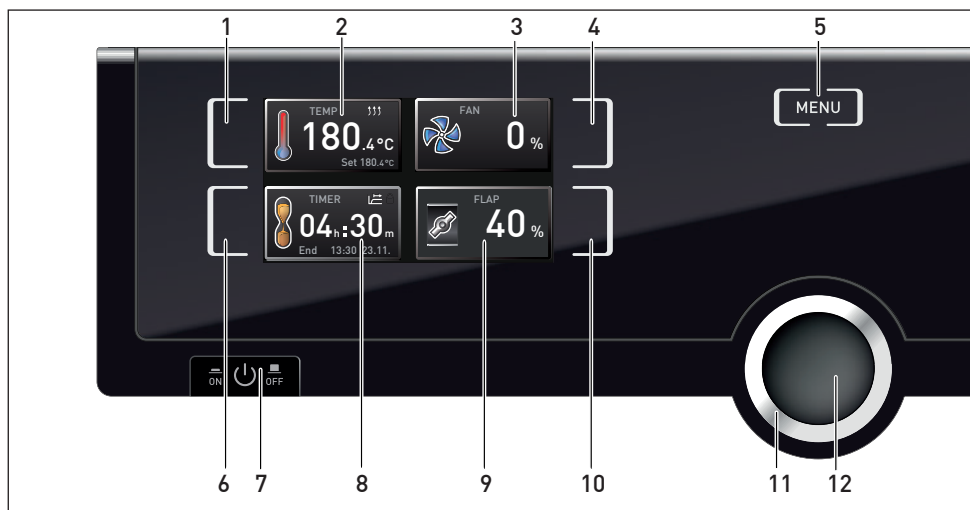 1 2 3 4 5
TEMP
180.4°C
Set 180.4°C
FAN
0 %
MENU
TIMER
04h:30m
End 13:30 23.11.
FLAP
40 %
ON OFF
6 7 8 9 10 11 12